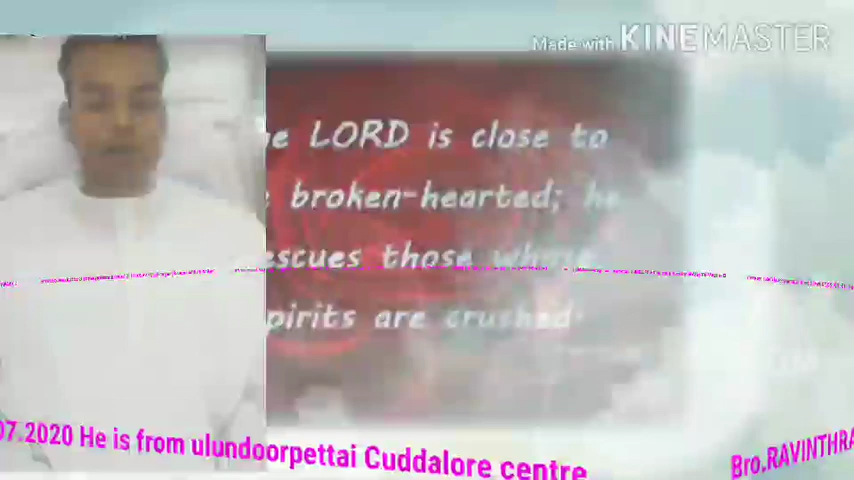 Made with KINEMASTER
e LORD is close to
broken-hearted; he
escues those whose
pirits are crushed.
07.2020 He is from ulundoorpettai Cuddalore centre
Bro.RAVINTHRA